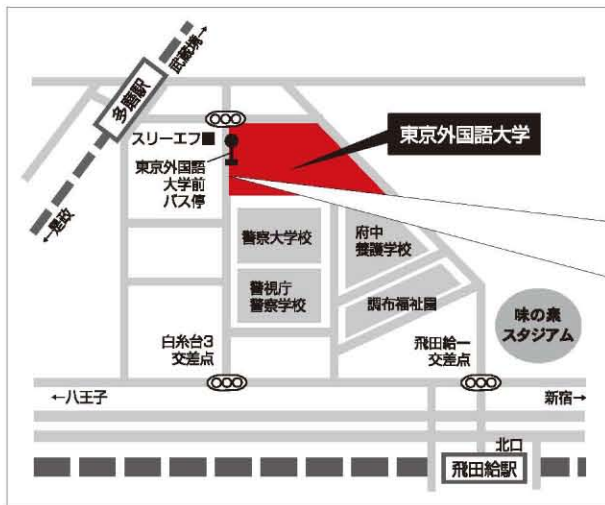 武蔵境→
多磨駅
←是政
スリーエフ
東京外国語
大学前
バス停
東京外国語大学
警察大学校
府中
養護学校
警視庁
警察学校
調布福祉園
味の素
スタジアム
白糸台3
交差点
飛田給一
交差点
←八王子
新宿→
北口
飛田給駅